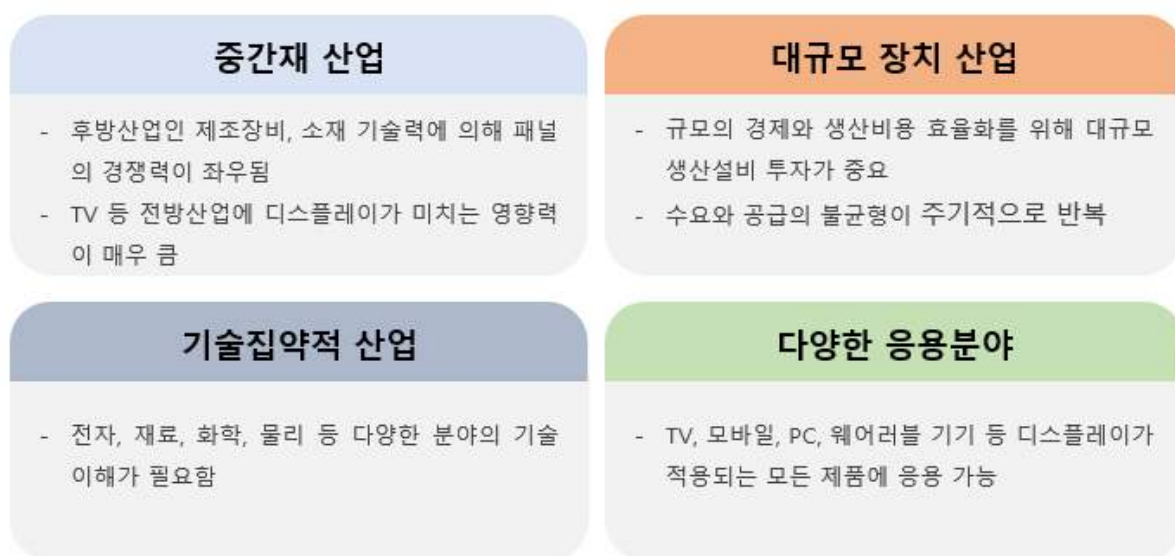 중간재 산업
- 후방산업인 제조장비, 소재 기술력에 의해 패널
의 경쟁력이 좌우됨
- TV 등 전방산업에 디스플레이가 미치는 영향력
이 매우 큼
대규모 장치 산업
- 규모의 경제와 생산비용 효율화를 위해 대규모
생산설비 투자가 중요
- 수요와 공급의 불균형이 주기적으로 반복
기술집약적 산업
- 전자, 재료, 화학, 물리 등 다양한 분야의 기술
이해가 필요함
다양한 응용분야
- TV, 모바일, PC, 웨어러블 기기 등 디스플레이가
적용되는 모든 제품에 응용 가능